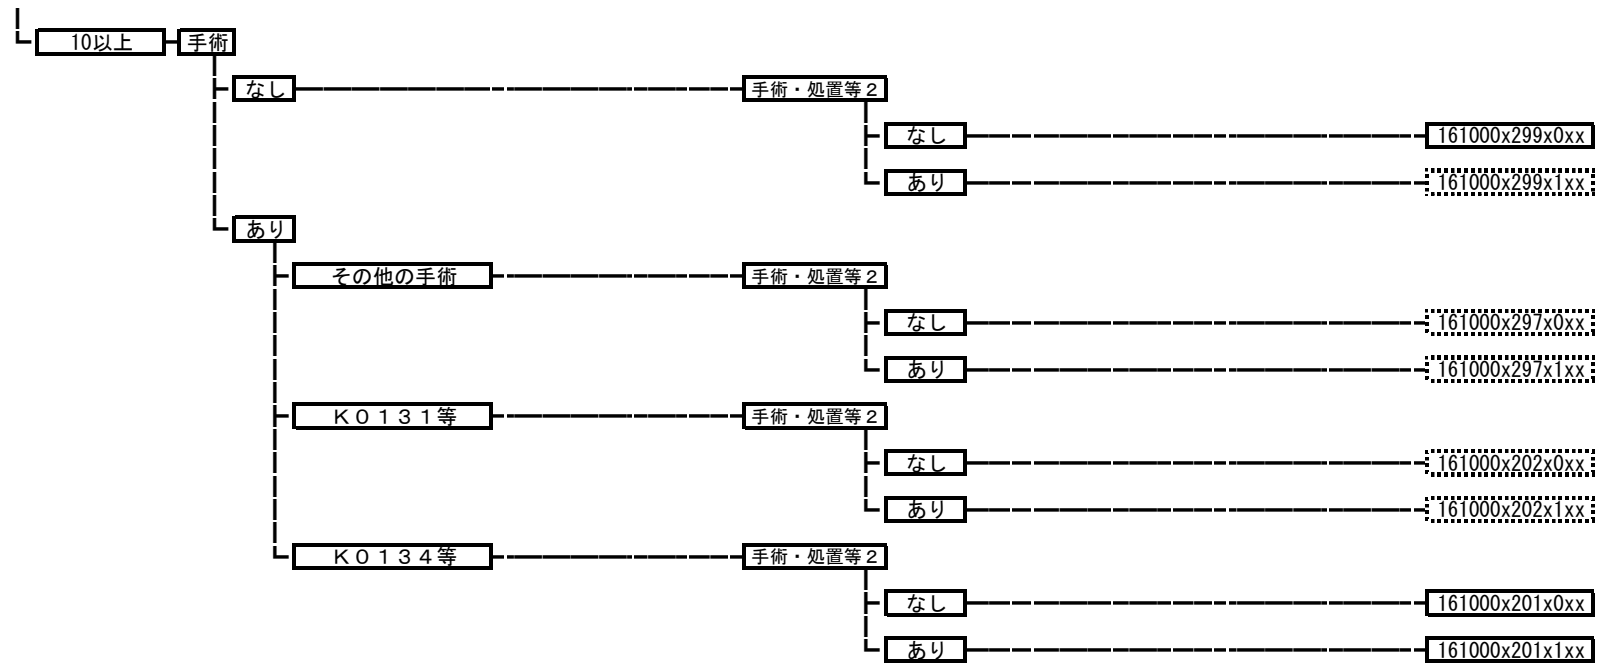 10以上 手術
なし 手術・処置等２
なし 161000x299x0xx
あり 161000x299x1xx
あり
その他の手術 手術・処置等２
なし 161000x297x0xx
あり 161000x297x1xx
Ｋ０１３１等 手術・処置等２
なし 161000x202x0xx
あり 161000x202x1xx
Ｋ０１３４等 手術・処置等２
なし 161000x201x0xx
あり 161000x201x1xx